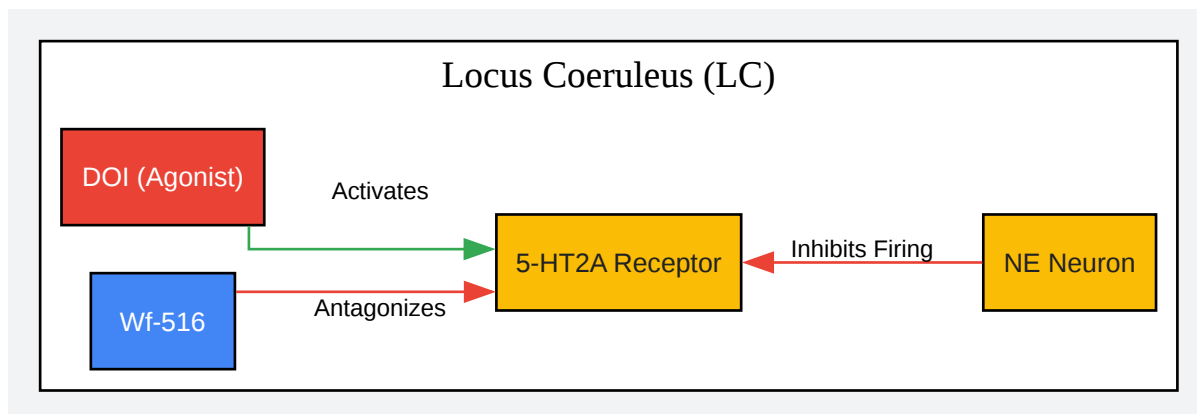 Locus Coeruleus (LC)
DOI (Agonist)
Activates
5-HT2A Receptor
Inhibits Firing
NE Neuron
Wf-516
Antagonizes